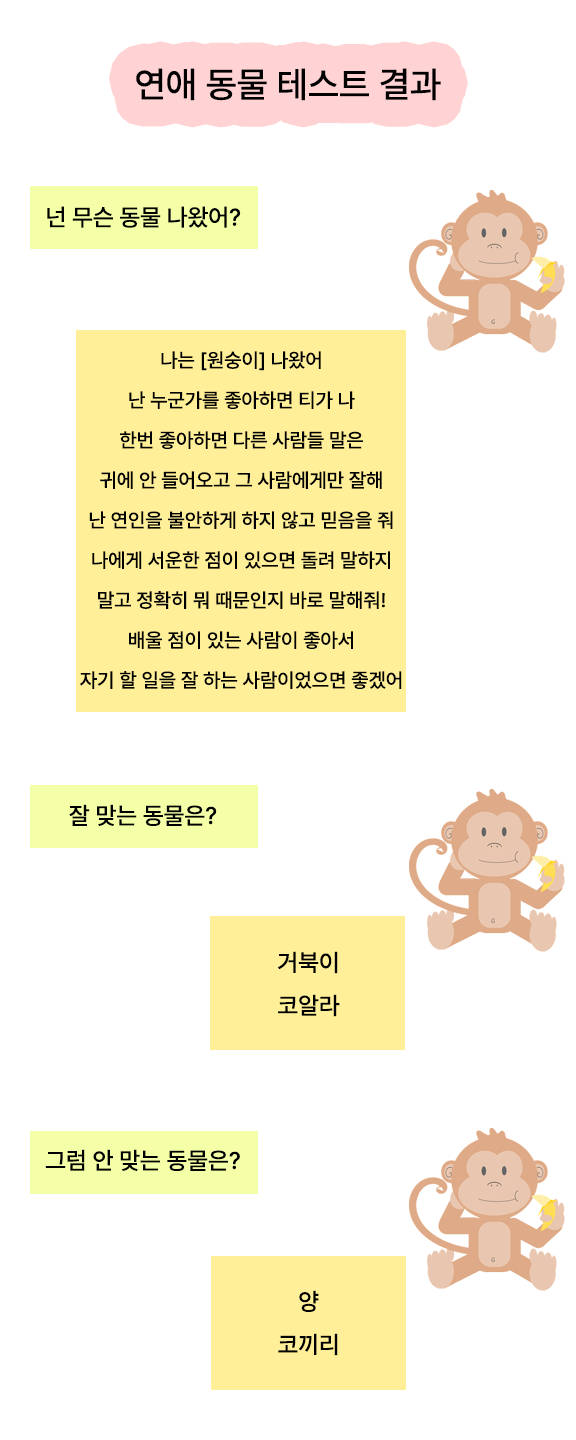 연애 동물 테스트 결과
넌 무슨 동물 나왔어?
나는 [원숭이] 나왔어
난 누군가를 좋아하면 티가 나
한번 좋아하면 다른 사람들 말은
귀에 안 들어오고 그 사람에게만 잘해
난 연인을 불안하게 하지 않고 믿음을 줘
나에게 서운한 점이 있으면 돌려 말하지
말고 정확히 뭐 때문인지 바로 말해줘!
배울 점이 있는 사람이 좋아서
자기 할 일을 잘 하는 사람이었으면 좋겠어
잘 맞는 동물은?
거북이
코알라
그럼 안 맞는 동물은?
양
코끼리